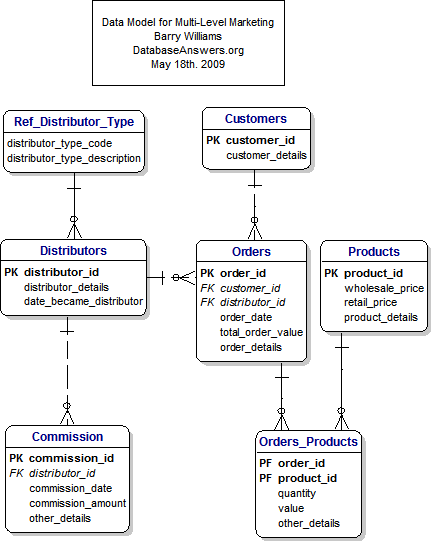 Data Model for Multi-Level Marketing
Barry Williams
DatabaseAnswers.org
May 18th. 2009
Ref_Distributor_Type
distributor_type_code
distributor_type_description
Customers
PK customer_id
customer_details
Distributors
PK distributor_id
distributor_details
date_became_distributor
Orders
PK order_id
FK customer_id
FK distributor_id
order_date
total_order_value
order_details
Products
PK product_id
wholesale_price
retail_price
product_details
Commission
PK commission_id
FK distributor_id
commission_date
commission_amount
other_details
Orders_Products
PF order_id
PF product_id
quantity
value
other_details